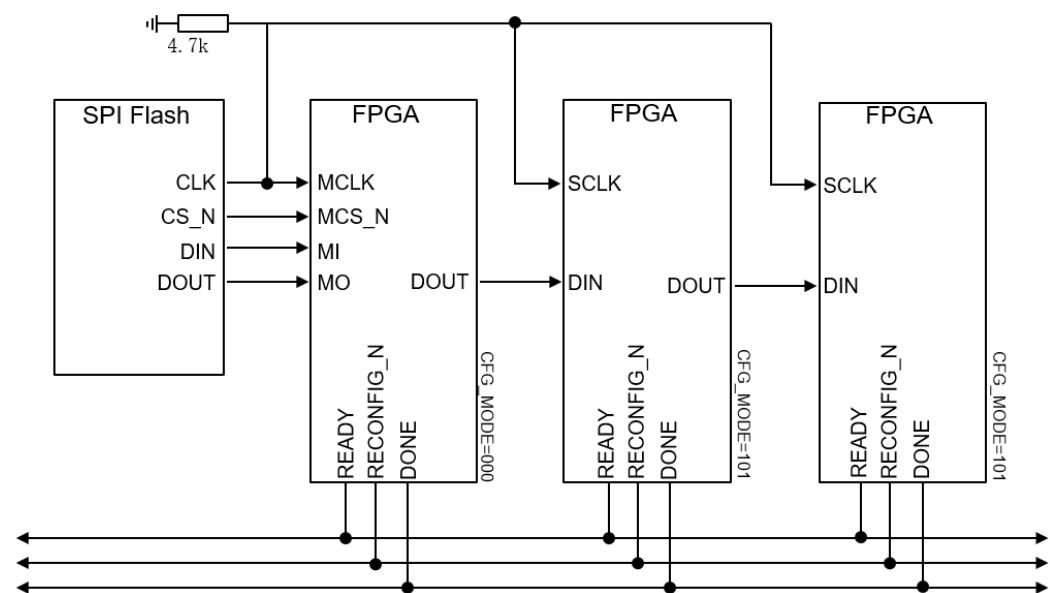 4.7k
SPI Flash
CLK
CS_N
DIN
DOUT
FPGA
MCLK
MCS_N
MI
MO
DOUT
READY
RECONFIG_N
DONE
CFG_MODE=000
FPGA
SCLK
DIN
DOUT
READY
RECONFIG_N
DONE
CFG_MODE=101
FPGA
SCLK
DIN
READY
RECONFIG_N
DONE
CFG_MODE=101